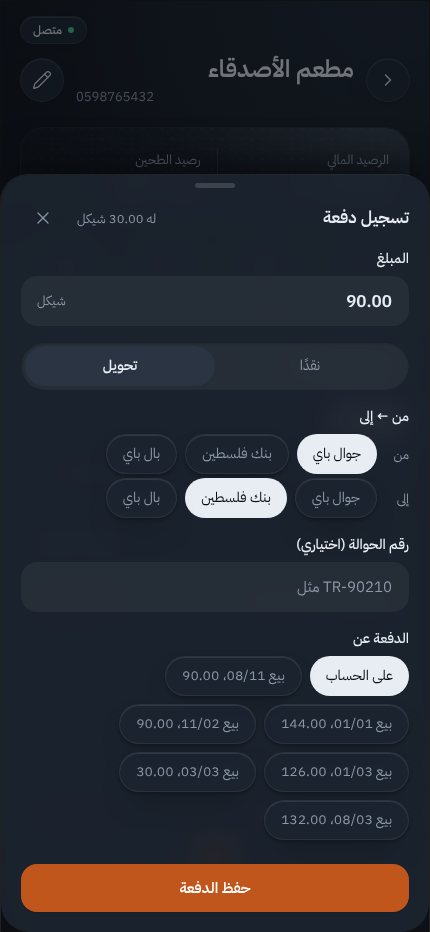 متصل
مطعم الأصدقاء
0598765432
الرصيد المالي رصيد الطحين
تسجيل دفعة له 30.00 شيكل
المبلغ
90.00 شيكل
نقدًا تحويل
من ← إلى
من جوال باي بنك فلسطين بال باي
إلى جوال باي بنك فلسطين بال باي
رقم الحوالة (اختياري)
TR-90210 مثل
الدفعة عن
على الحساب بيع 08/11، 90.00
بيع 01/01، 144.00 بيع 11/02، 90.00
بيع 01/03، 126.00 بيع 03/03، 30.00
بيع 08/03، 132.00
حفظ الدفعة